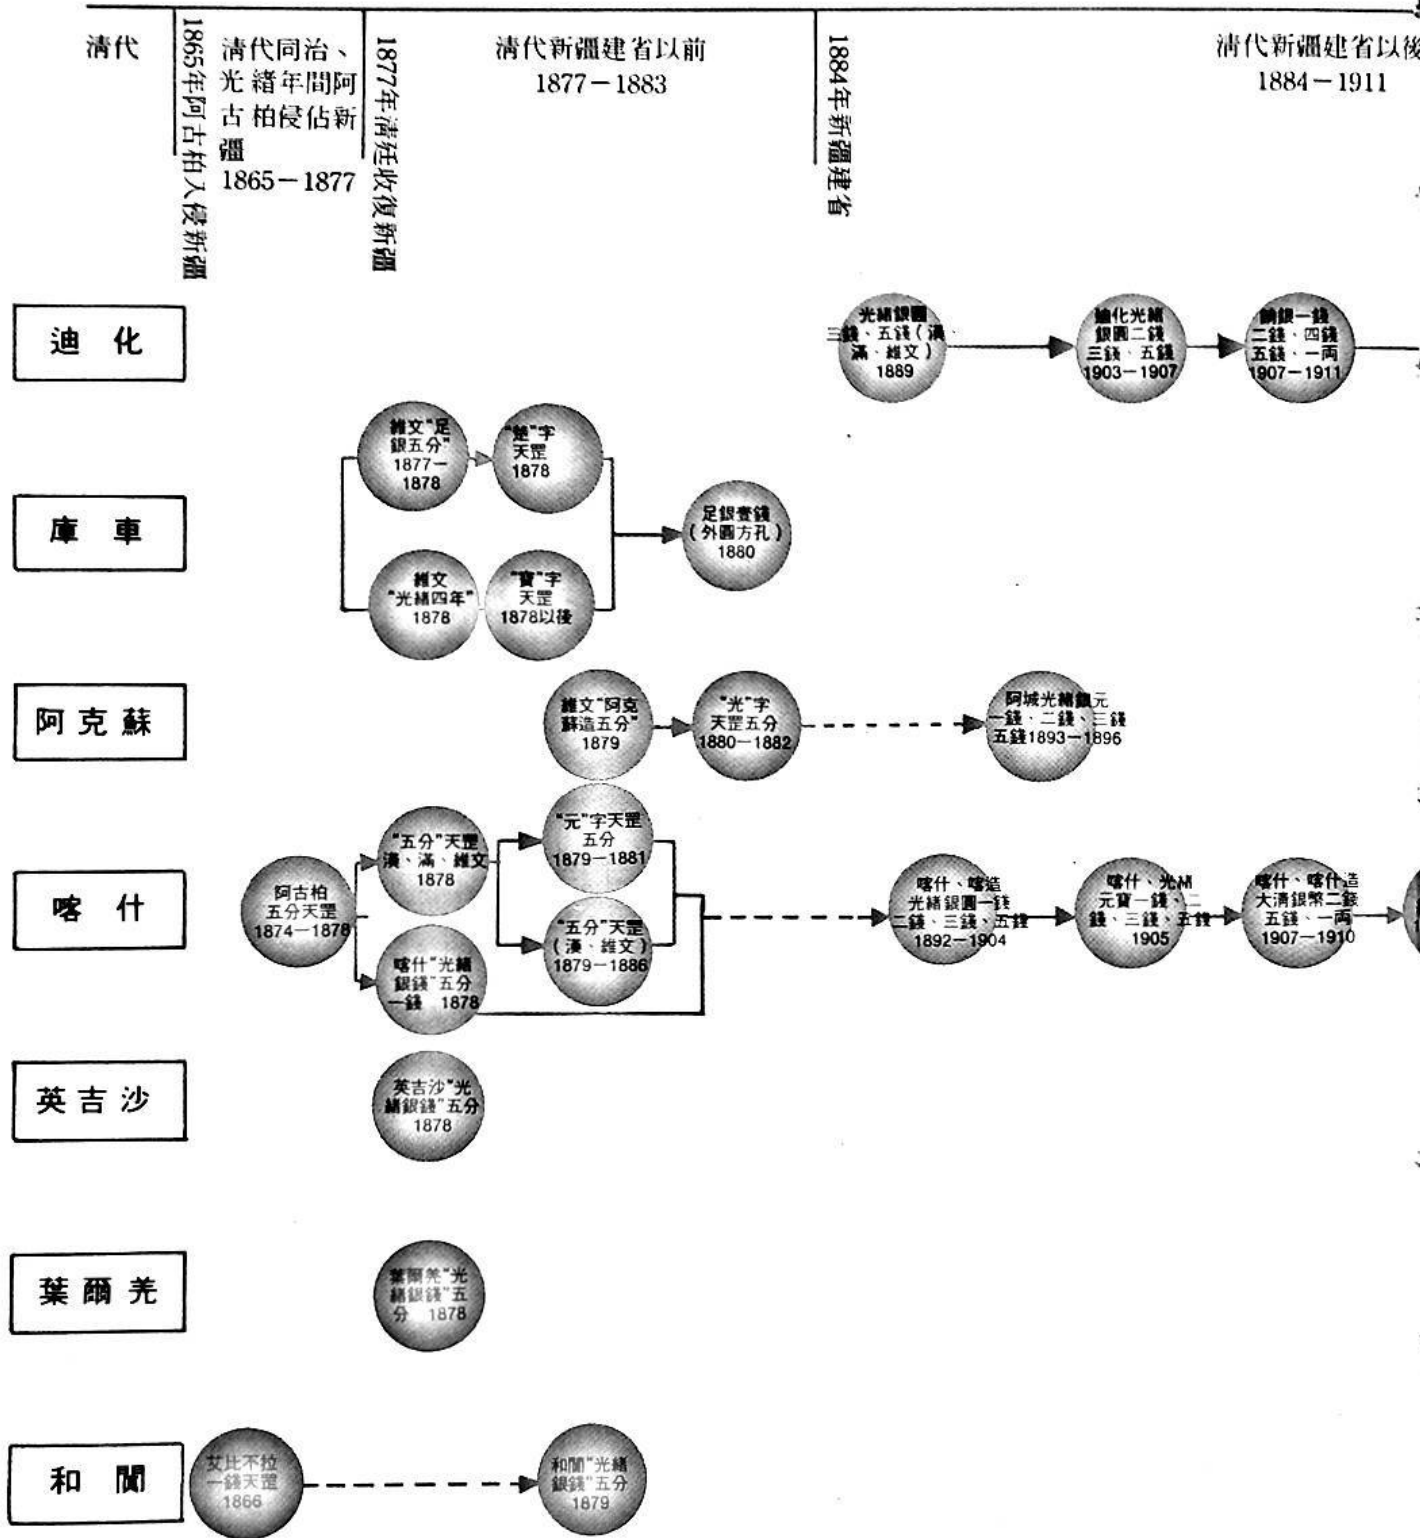 清代
1865年阿古柏入侵新疆
清代同治、
光緒年間阿
古柏侵佔新
疆
1865－1877
1877年清廷收復新疆
清代新疆建省以前
1877－1883
1884年新疆建省
清代新疆建省以後
1884－1911
迪化
光緒銀圓
三錢、五錢（漢、
滿、維文）
1889
迪化光緒
銀圓二錢
三錢、五錢
1903－1907
餉銀一錢
二錢、四錢
五錢、一両
1907－1911
庫車
維文"足
銀五分"
1877－
1878
"楚"字
天罡
1878
維文
"光緒四年"
1878
"寶"字
天罡
1878以後
足銀壹錢
（外圓方孔）
1880
阿克蘇
維文"阿克
蘇造五分"
1879
"光"字
天罡五分
1880－1882
阿城光緒銀元
一錢、二錢、三錢
五錢1893－1896
喀什
阿古柏
五分天罡
1874－1878
"五分"天罡
漢、滿、維文
1878
喀什"光緒
銀錢"五分
一錢 1878
"元"字天罡
五分
1879－1881
"五分"天罡
（漢、維文）
1879－1886
喀什、喀造
光緒銀圓一錢
二錢、三錢、五錢
1892－1904
喀什、光緒
元寶一錢、二
錢、三錢、五錢
1905
喀什、喀什造
大清銀幣二錢
五錢、一両
1907－1910
英吉沙
英吉沙"光
緒銀錢"五分
1878
葉爾羌
葉爾羌"光
緒銀錢"五
分 1878
和闐
艾比不拉
一錢天罡
1866
和闐"光緒
銀錢"五分
1879